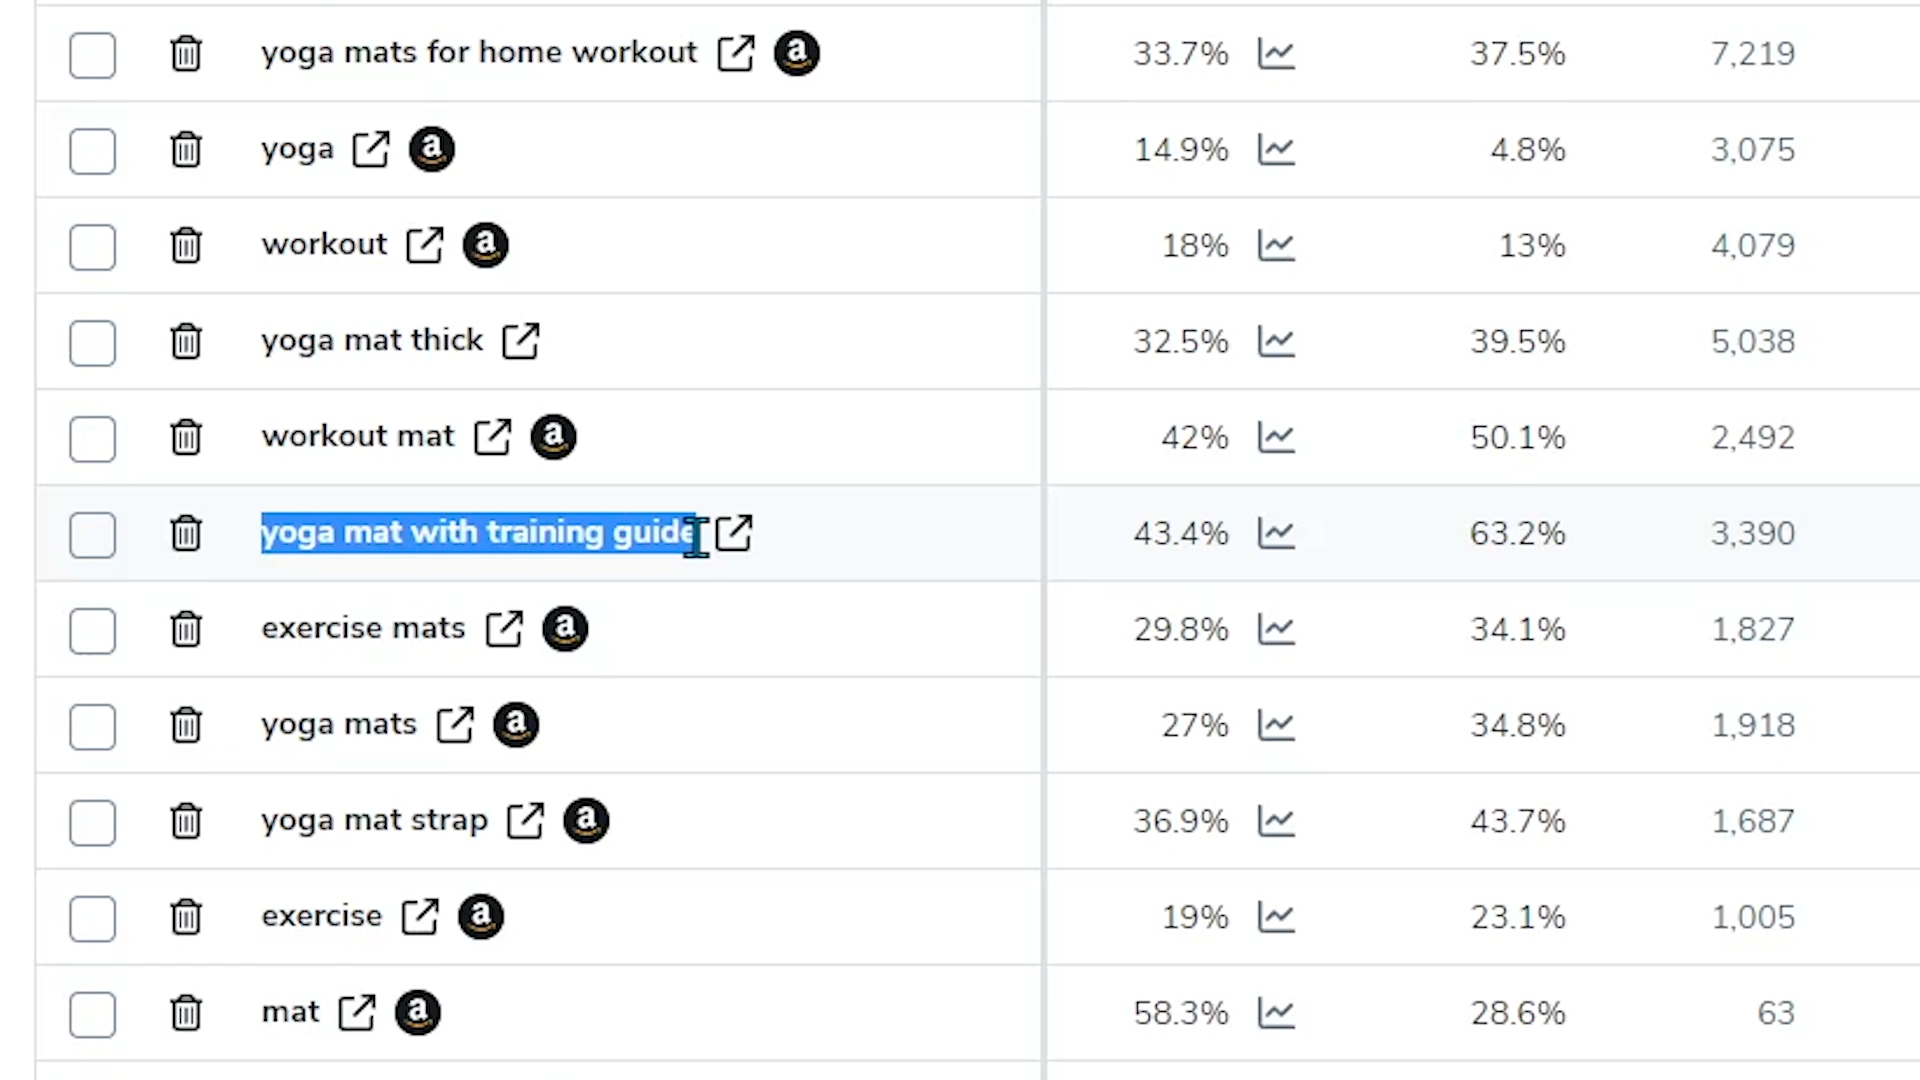 yoga mats for home workout a 33.7% 37.5% 7,219
yoga a 14.9% 4.8% 3,075
workout a 18% 13% 4,079
yoga mat thick 32.5% 39.5% 5,038
workout mat a 42% 50.1% 2,492
yoga mat with training guide 43.4% 63.2% 3,390
exercise mats a 29.8% 34.1% 1,827
yoga mats a 27% 34.8% 1,918
yoga mat strap a 36.9% 43.7% 1,687
exercise a 19% 23.1% 1,005
mat a 58.3% 28.6% 63